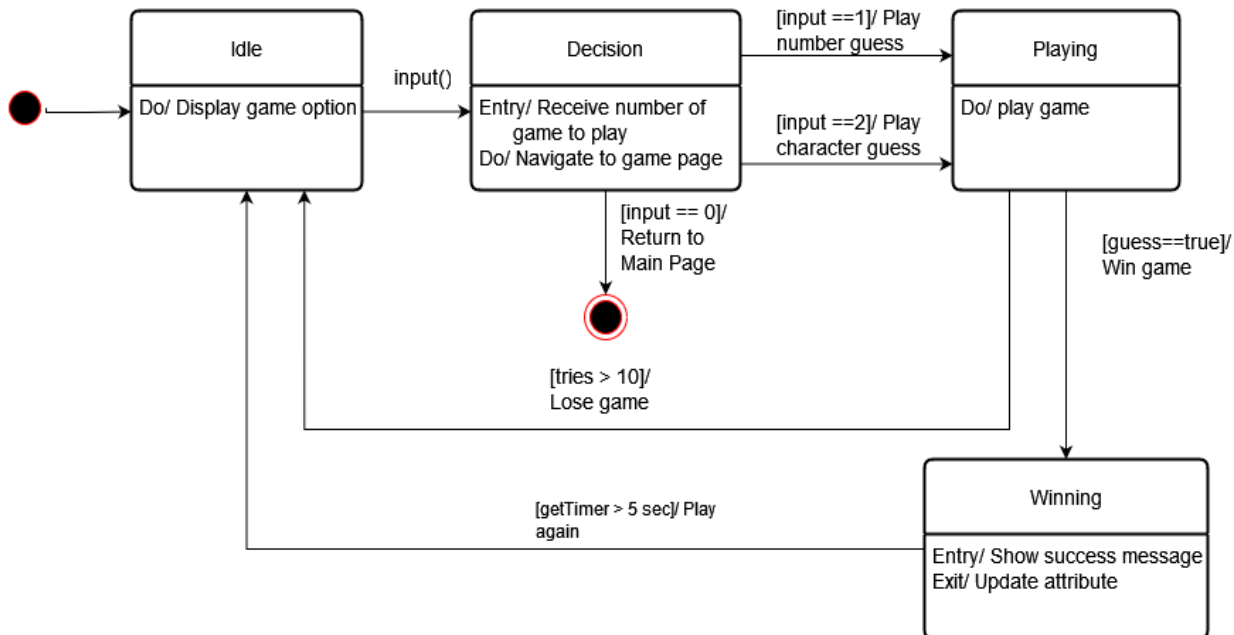 Idle
Do/ Display game option
input()
Decision
Entry/ Receive number of
game to play
Do/ Navigate to game page
[input ==1]/ Play
number guess
[input ==2]/ Play
character guess
Playing
Do/ play game
[input == 0]/
Return to
Main Page
[guess==true]/
Win game
[tries > 10]/
Lose game
[getTimer > 5 sec]/ Play
again
Winning
Entry/ Show success message
Exit/ Update attribute